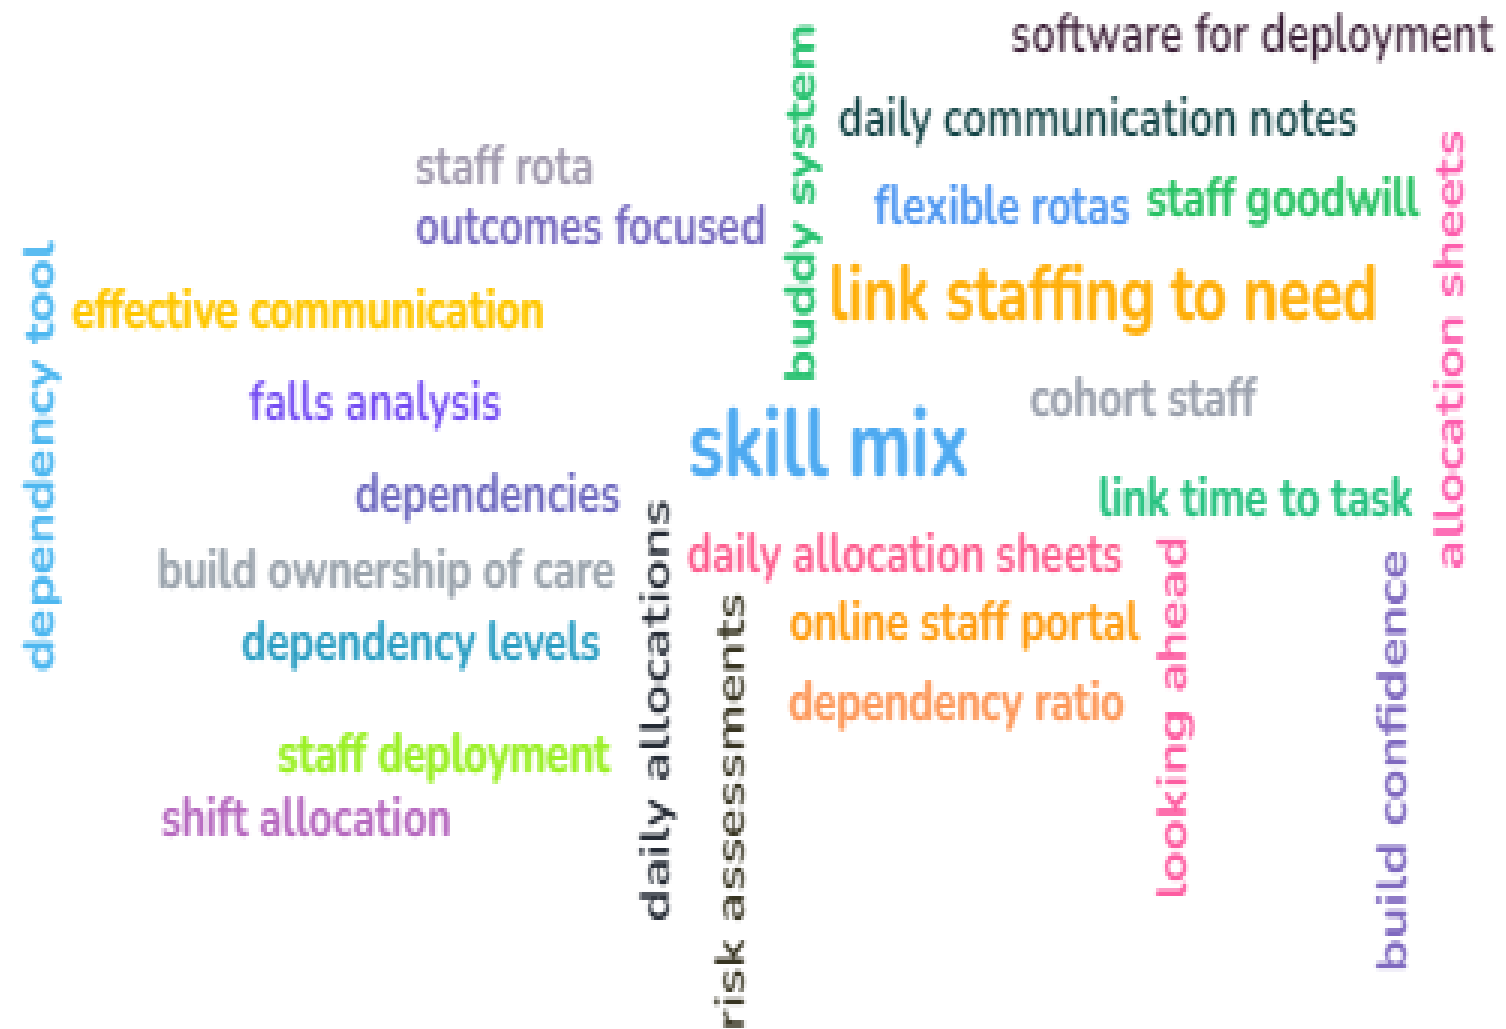 software for deployment
buddy system
daily communication notes
staff rota
flexible rotas
staff goodwill
allocation sheets
outcomes focused
dependency tool
effective communication
link staffing to need
falls analysis
cohort staff
skill mix
dependencies
link time to task
daily allocations
daily allocation sheets
build ownership of care
looking ahead
build confidence
risk assessments
online staff portal
dependency levels
dependency ratio
staff deployment
shift allocation